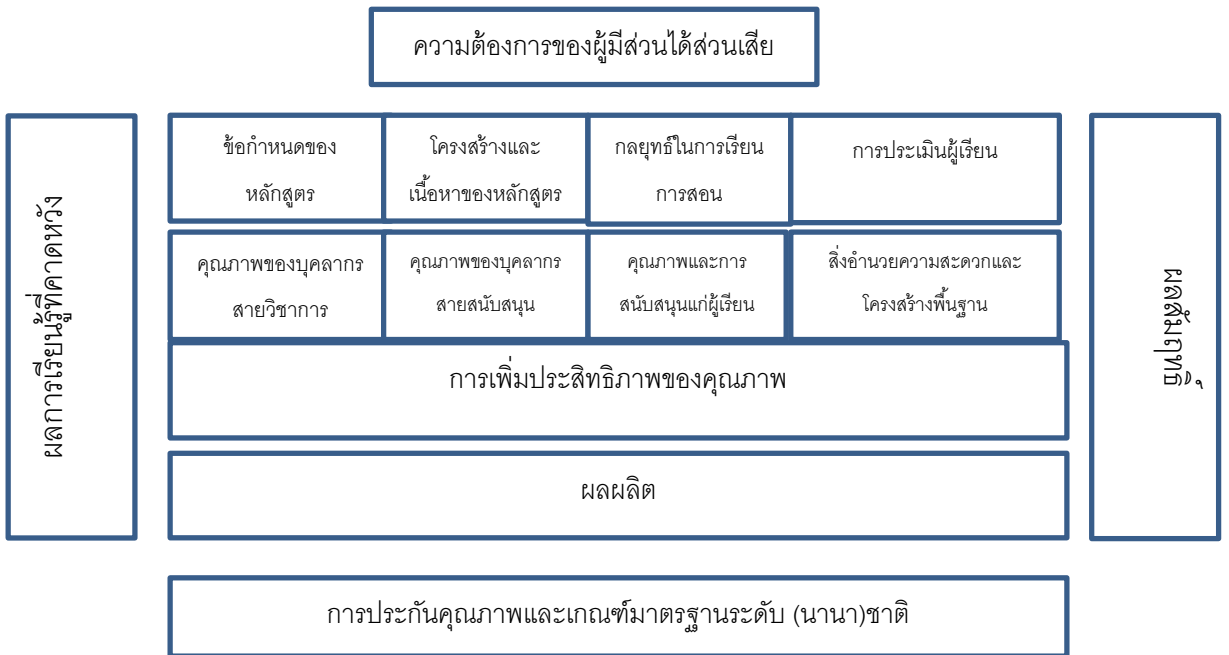 ความต้องการของผู้มีส่วนได้ส่วนเสีย
ผลการเรียนรู้ที่คาดหวัง
ข้อกำหนดของ
หลักสูตร
โครงสร้างและ
เนื้อหาของหลักสูตร
กลยุทธ์ในการเรียน
การสอน
การประเมินผู้เรียน
คุณภาพของบุคลากร
สายวิชาการ
คุณภาพของบุคลากร
สายสนับสนุน
คุณภาพและการ
สนับสนุนแก่ผู้เรียน
สิ่งอำนวยความสะดวกและ
โครงสร้างพื้นฐาน
การเพิ่มประสิทธิภาพของคุณภาพ
ผลผลิต
ผลสัมฤทธิ์
การประกันคุณภาพและเกณฑ์มาตรฐานระดับ (นานา)ชาติ